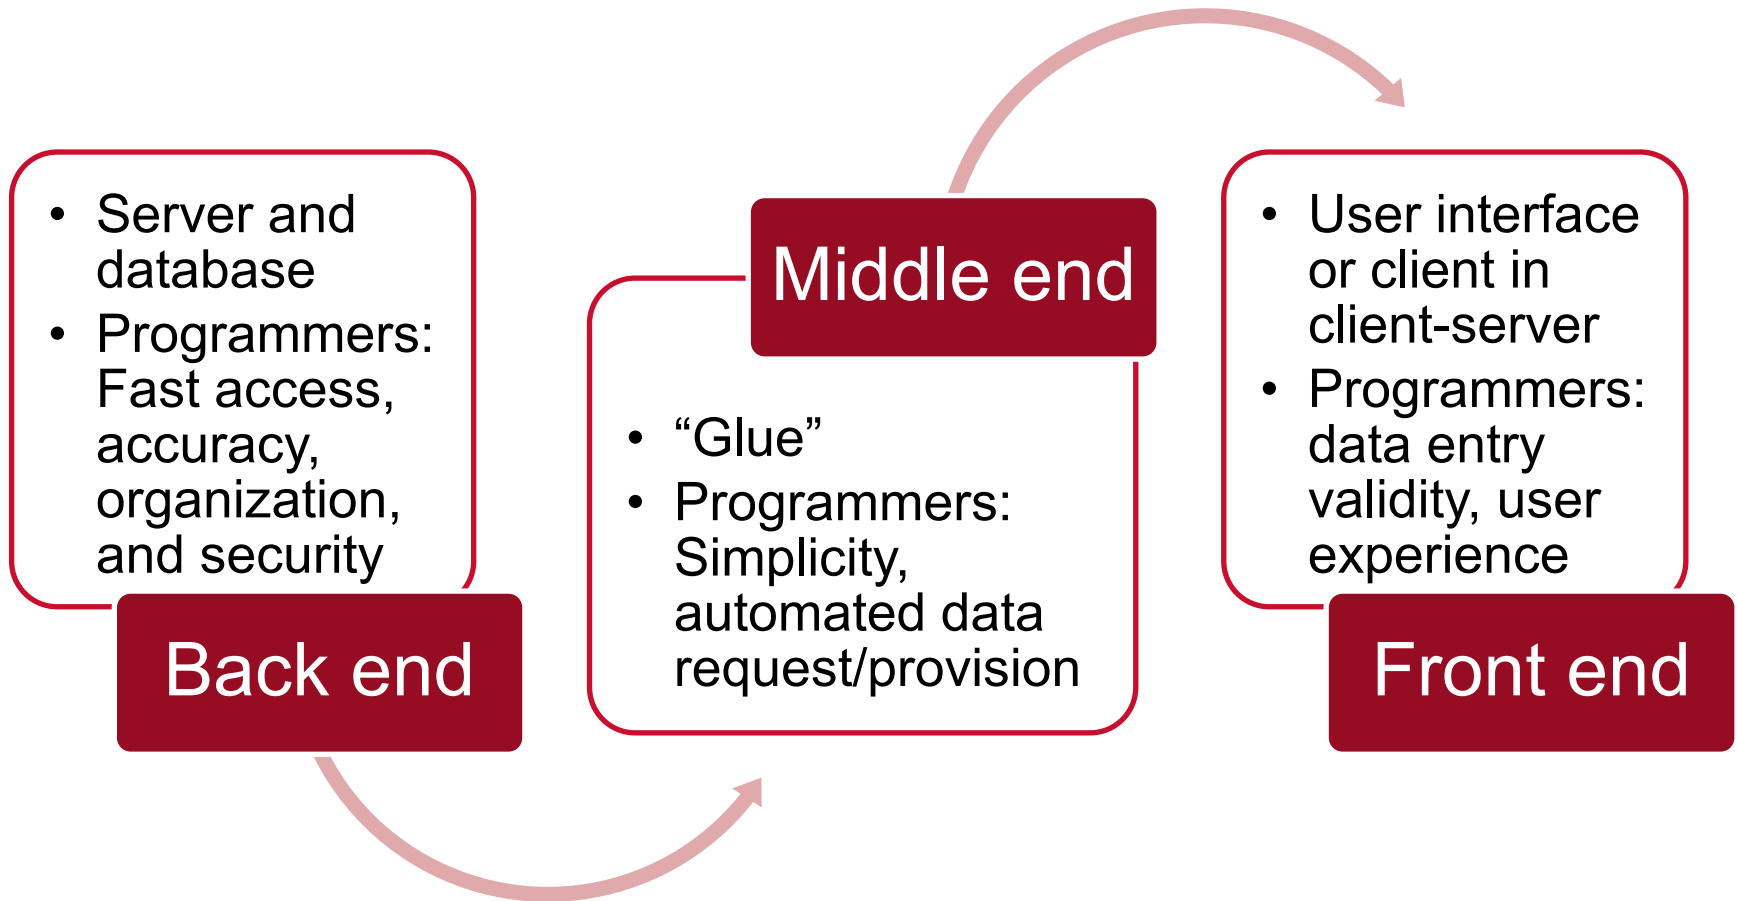 • Server and
database
• Programmers:
Fast access,
accuracy,
organization,
and security
Back end
Middle end
• “Glue”
• Programmers:
Simplicity,
automated data
request/provision
• User interface
or client in
client-server
• Programmers:
data entry
validity, user
experience
Front end